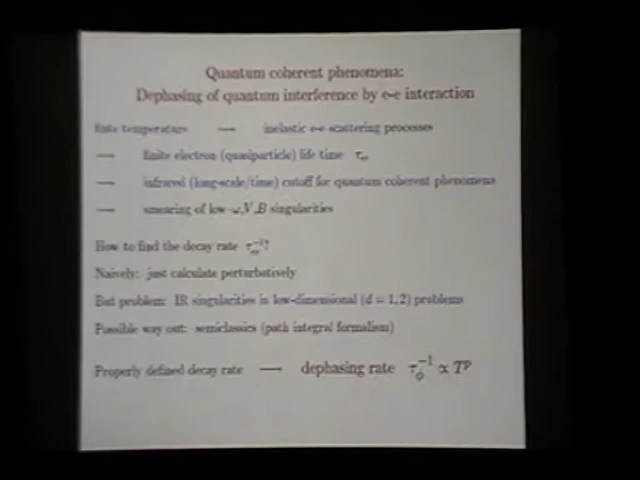 Quantum coherent phenomena:
Dephasing of quantum interference by e-e interaction
finite temperature ⟶ inelastic e-e scattering processes
⟶ finite electron (quasiparticle) life time τ_ee
⟶ infrared (long-scale/time) cutoff for quantum coherent phenomena
⟶ smearing of low-ω,V,B singularities
How to find the decay rate τ_ee^{-1}?
Naively: just calculate perturbatively
But problem: IR singularities in low-dimensional (d = 1, 2) problems
Possible way out: semiclassics (path integral formalism)
Properly defined decay rate ⟶ dephasing rate τ_ϕ^{-1} ∝ T^p